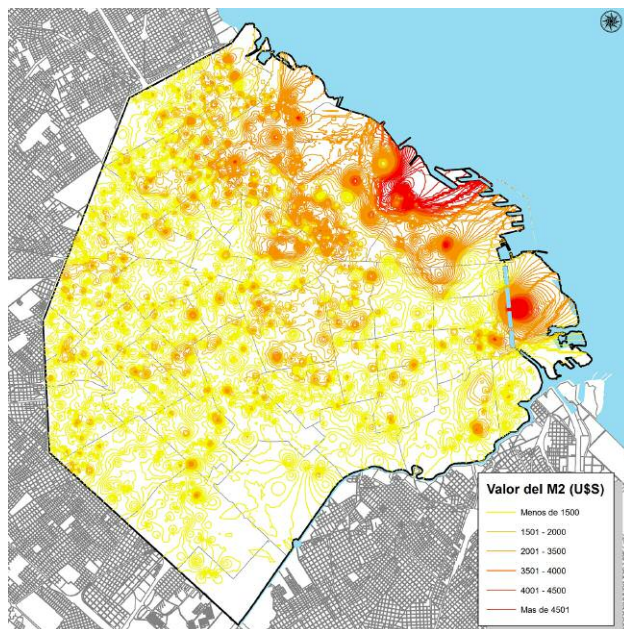 Valor del M2 (U$S)
Menos de 1500
1501 - 2000
2001 - 3500
3501 - 4000
4001 - 4500
Mas de 4501